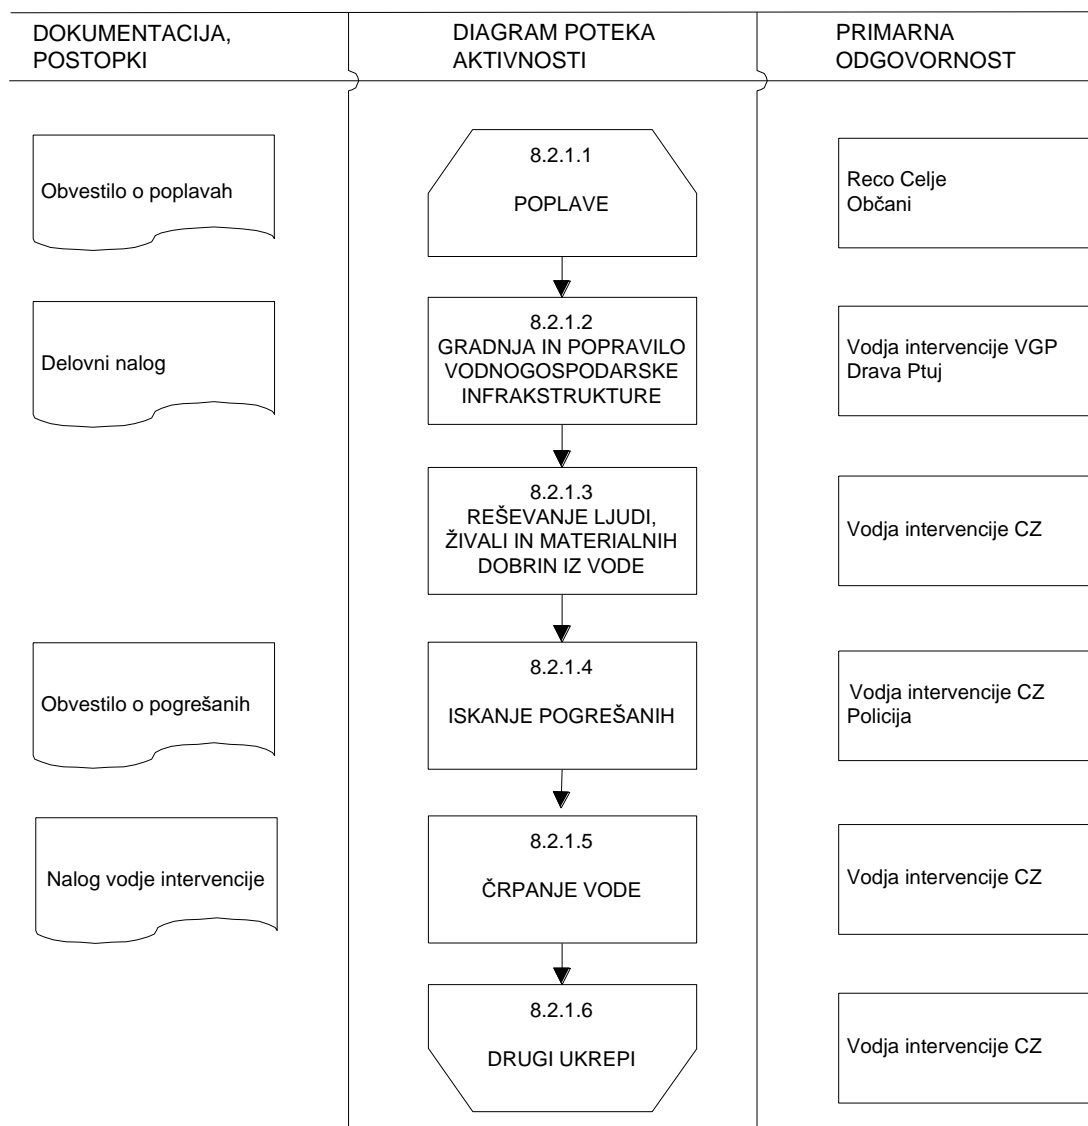 DOKUMENTACIJA,
POSTOPKI
DIAGRAM POTEKA
AKTIVNOSTI
PRIMARNA
ODGOVORNOST
Obvestilo o poplavah
8.2.1.1
POPLAVE
Reco Celje
Občani
Delovni nalog
8.2.1.2
GRADNJA IN POPRAVILO
VODNOGOSPODARSKE
INFRAKSTRUKTURE
Vodja intervencije VGP
Drava Ptuj
8.2.1.3
REŠEVANJE LJUDI,
ŽIVALI IN MATERIALNIH
DOBRIN IZ VODE
Vodja intervencije CZ
Obvestilo o pogrešanih
8.2.1.4
ISKANJE POGREŠANIH
Vodja intervencije CZ
Policija
Nalog vodje intervencije
8.2.1.5
ČRPANJE VODE
Vodja intervencije CZ
8.2.1.6
DRUGI UKREPI
Vodja intervencije CZ